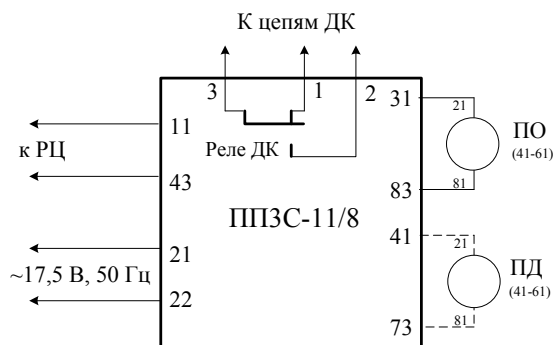 К цепям ДК
3 1 2 31
21
11
ПО
к РЦ
(41-61)
Реле ДК
81
43
83
ПП3С-11/8
41
21
21
ПД
~17,5 В, 50 Гц
(41-61)
22
81
73